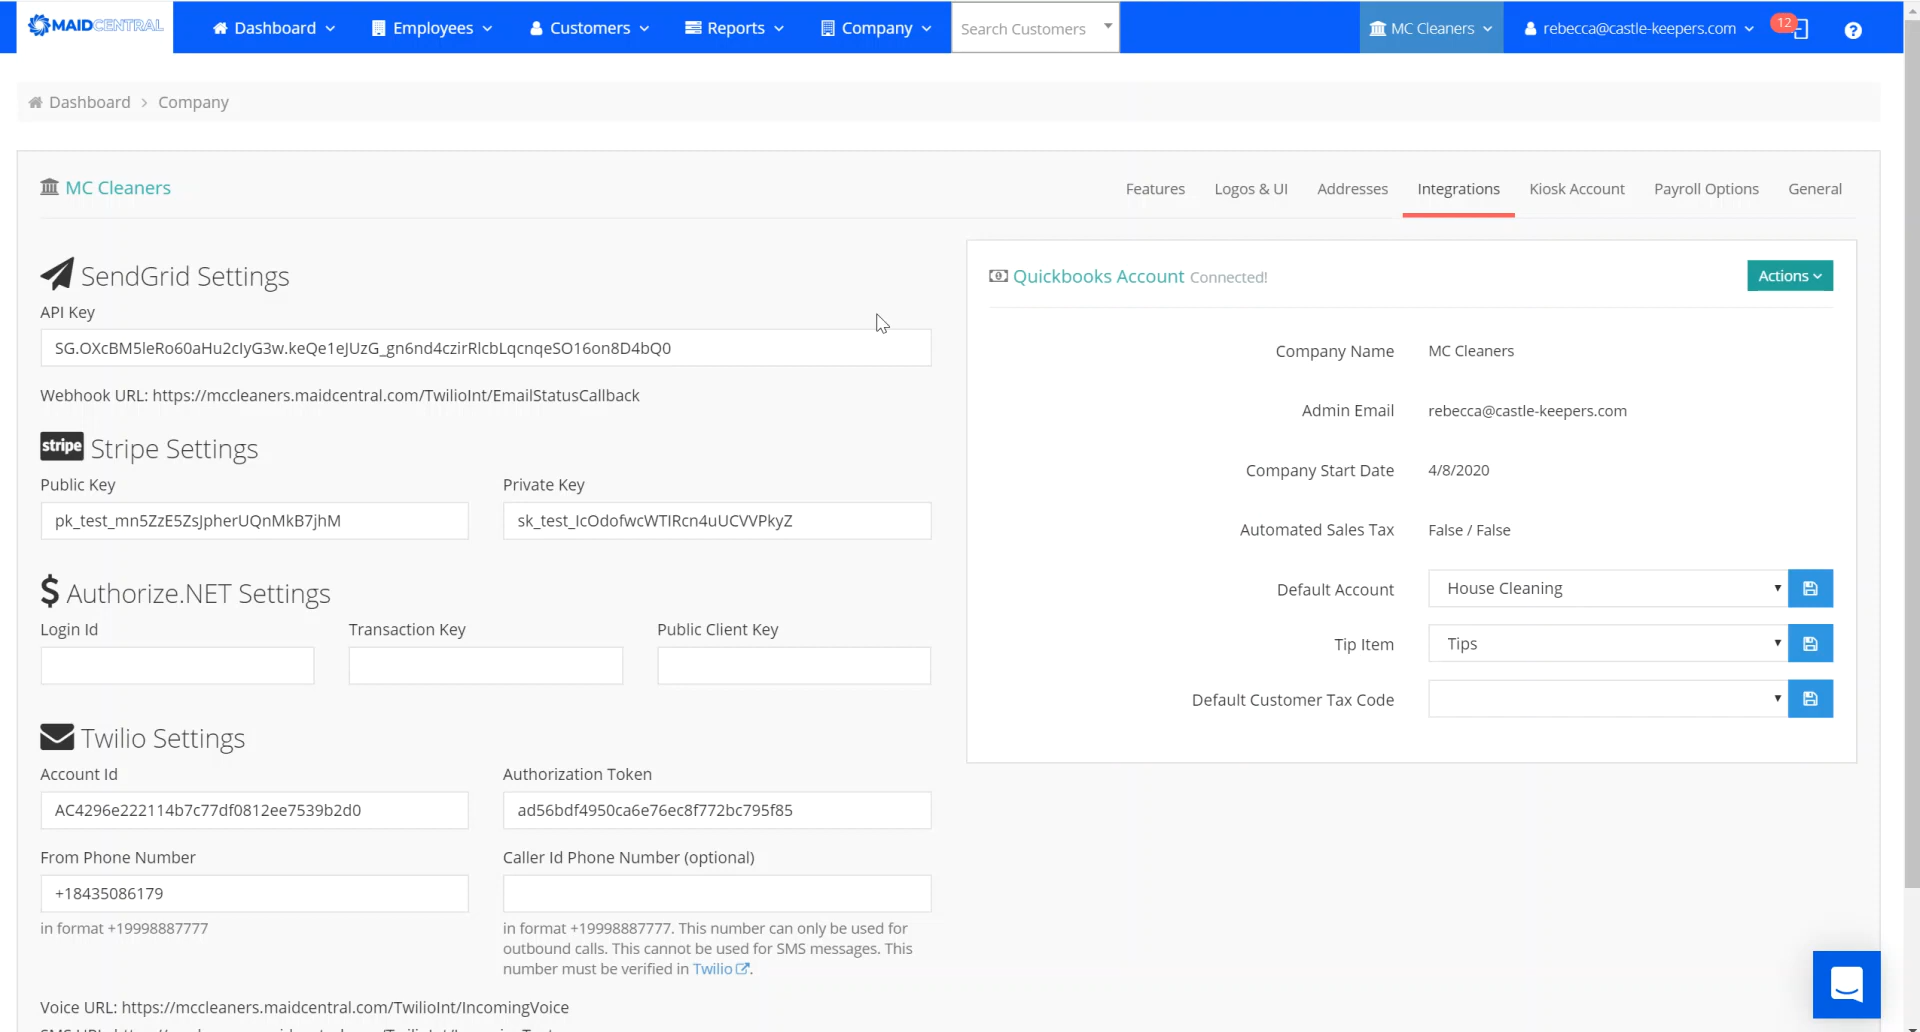 MAIDCENTRAL
Dashboard
Employees
Customers
Reports
Company
Search Customers
MC Cleaners
rebecca@castle-keepers.com
12
Dashboard > Company
MC Cleaners
Features
Logos & UI
Addresses
Integrations
Kiosk Account
Payroll Options
General
SendGrid Settings
API Key
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
Webhook URL: https://mccleaners.maidcentral.com/TwilioInt/EmailStatusCallback
stripe Stripe Settings
Public Key
Private Key
pk_test_mn5ZzE5ZsJpherUQnMkB7jhM
sk_test_IcOdofwcWTIRcn4uUCVVPkyZ
Authorize.NET Settings
Login Id
Transaction Key
Public Client Key
Twilio Settings
Account Id
Authorization Token
AC4296e222114b7c77df0812ee7539b2d0
ad56bdf4950ca6e76ec8f772bc795f85
From Phone Number
Caller Id Phone Number (optional)
+18435086179
in format +19998887777
in format +19998887777. This number can only be used for
outbound calls. This cannot be used for SMS messages. This
number must be verified in Twilio.
Voice URL: https://mccleaners.maidcentral.com/TwilioInt/IncomingVoice
Quickbooks Account Connected!
Actions
Company Name
MC Cleaners
Admin Email
rebecca@castle-keepers.com
Company Start Date
4/8/2020
Automated Sales Tax
False / False
Default Account
House Cleaning
Tip Item
Tips
Default Customer Tax Code